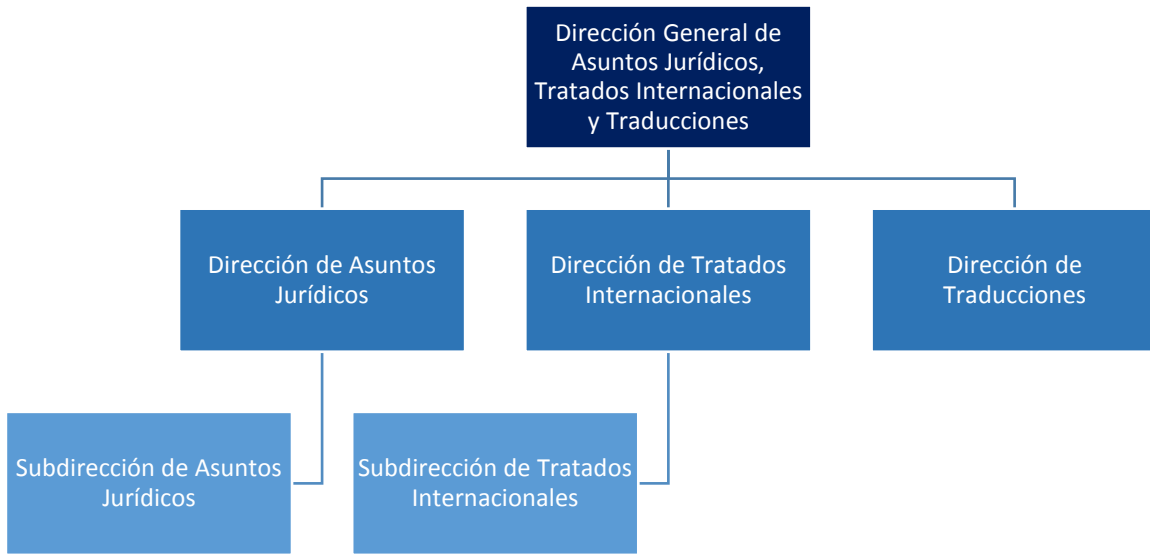 Dirección General de
Asuntos Jurídicos,
Tratados Internacionales
y Traducciones
Dirección de Asuntos
Jurídicos
Dirección de Tratados
Internacionales
Dirección de
Traducciones
Subdirección de Asuntos
Jurídicos
Subdirección de Tratados
Internacionales